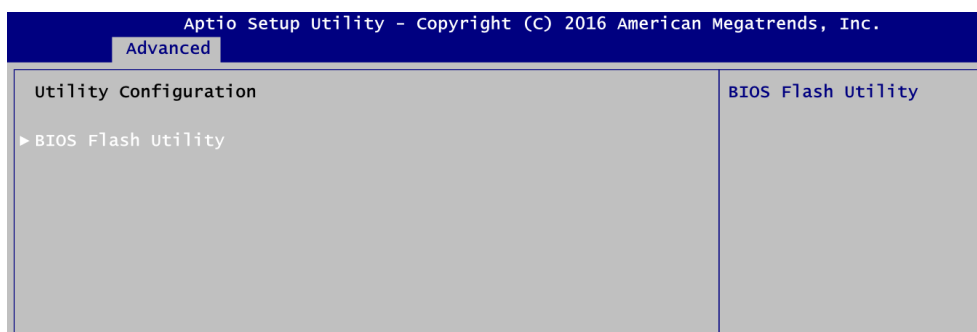 Aptio Setup Utility - Copyright (C) 2016 American Megatrends, Inc.
Advanced
Utility Configuration
BIOS Flash Utility
BIOS Flash Utility